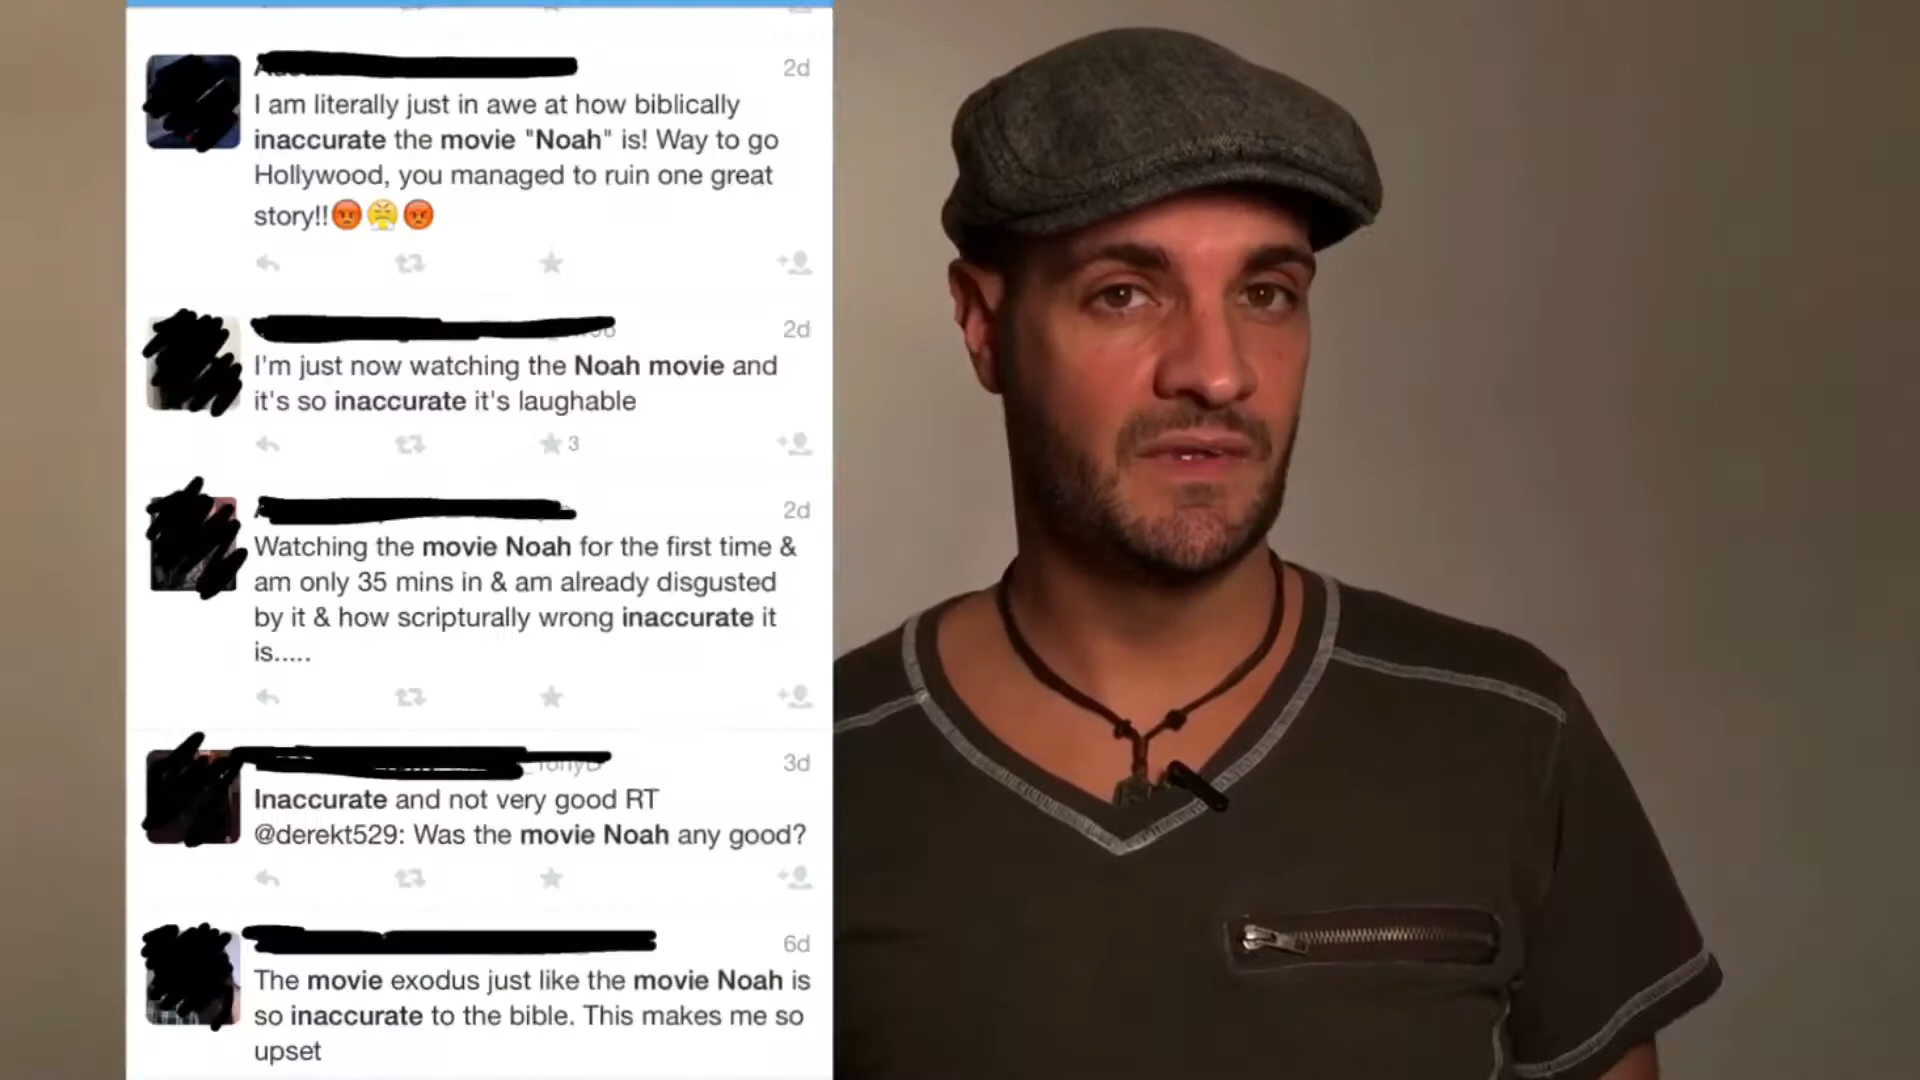 2d
I am literally just in awe at how biblically
inaccurate the movie "Noah" is! Way to go
Hollywood, you managed to ruin one great
story!!😡😤😡
2d
I'm just now watching the Noah movie and
it's so inaccurate it's laughable
3
2d
Watching the movie Noah for the first time &
am only 35 mins in & am already disgusted
by it & how scripturally wrong inaccurate it
is.....
3d
Inaccurate and not very good RT
@derekt529: Was the movie Noah any good?
6d
The movie exodus just like the movie Noah is
so inaccurate to the bible. This makes me so
upset